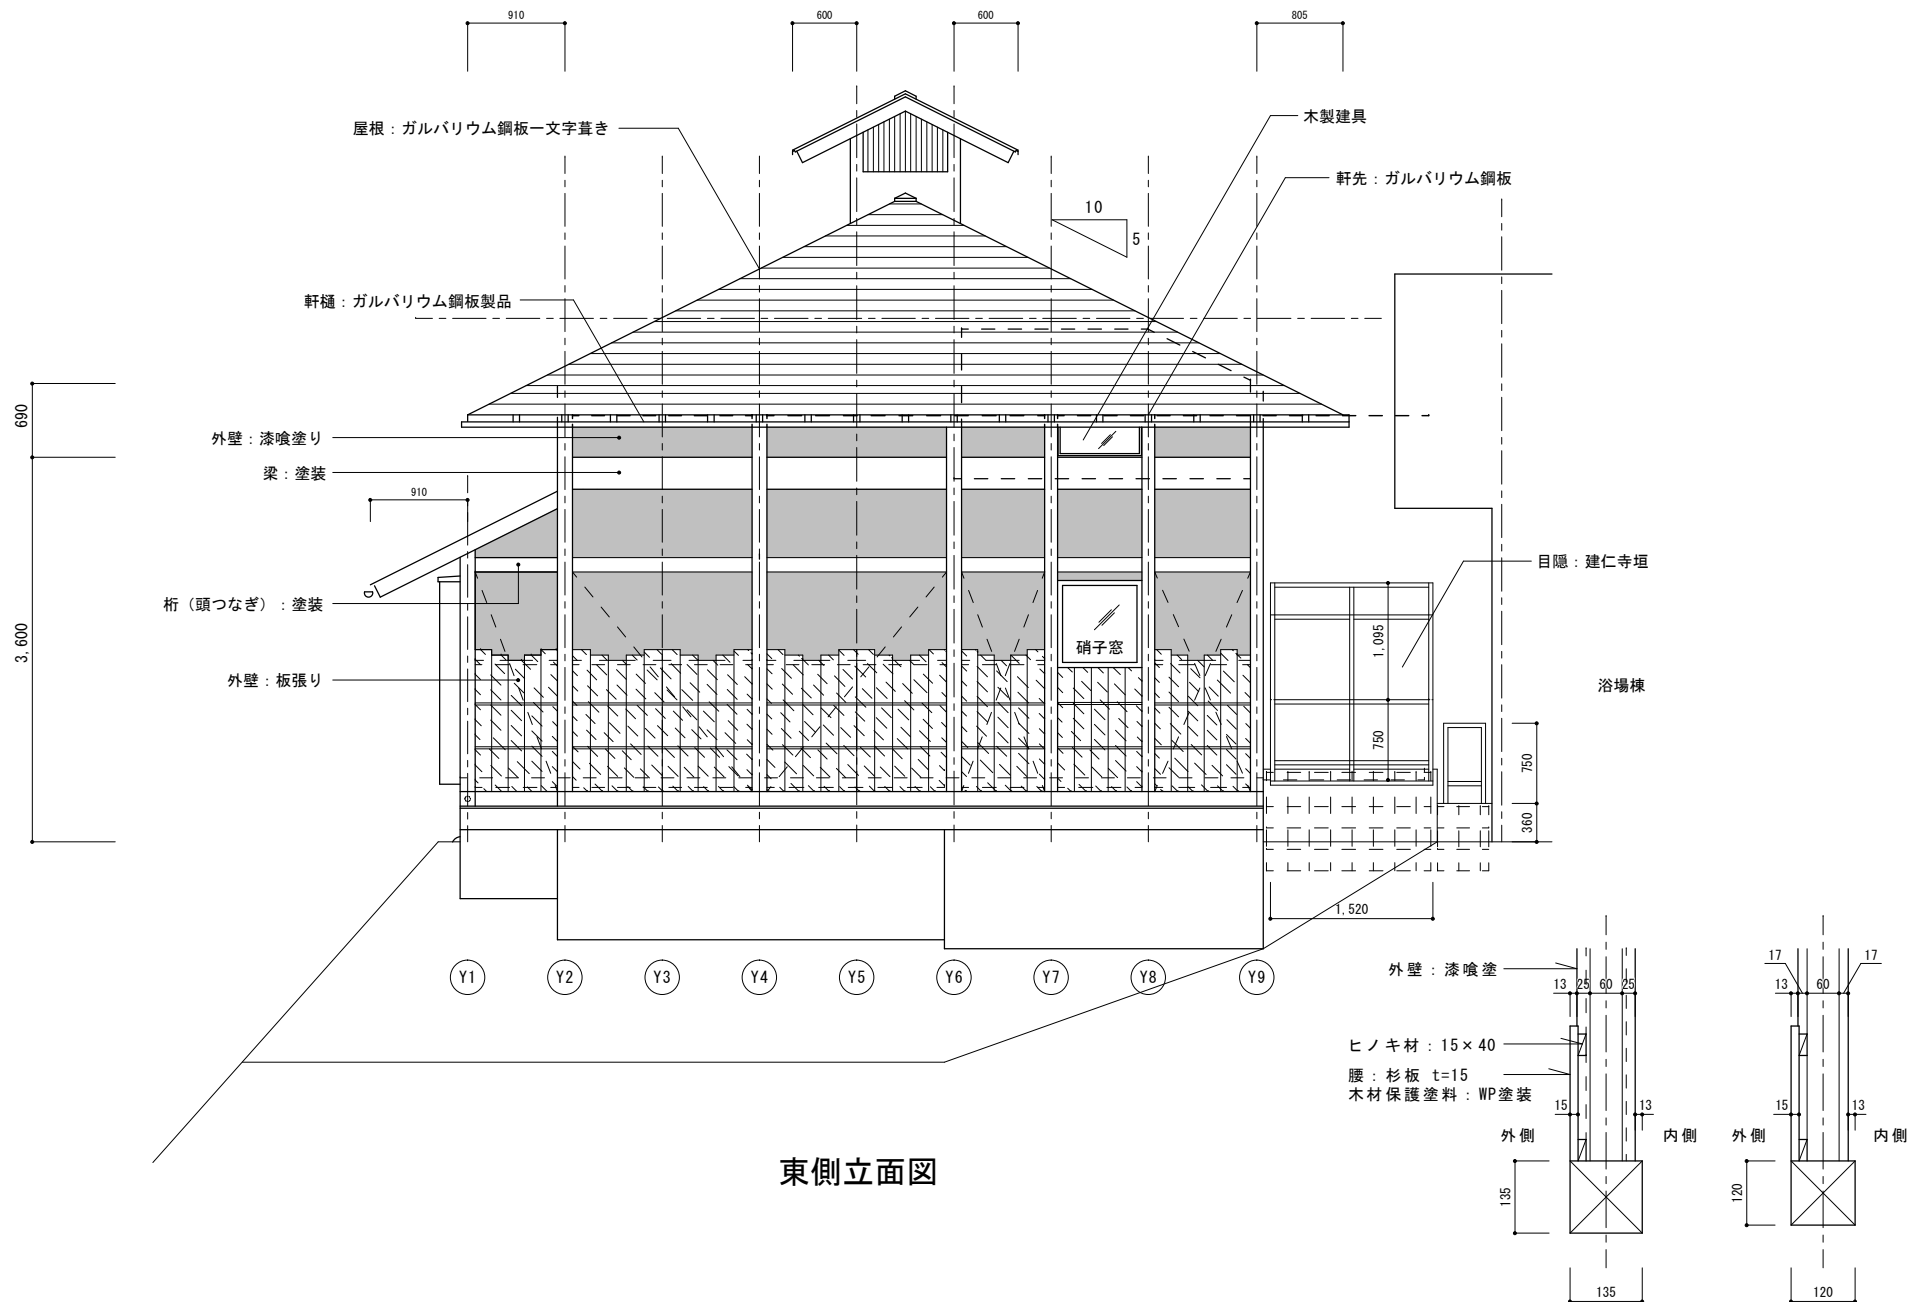 910
600
600
805
屋根：ガルバリウム鋼板一文字葺き
木製建具
軒先：ガルバリウム鋼板
10
5
軒樋：ガルバリウム鋼板製品
690
外壁：漆喰塗り
梁：塗装
910
目隠：建仁寺垣
桁（頭つなぎ）：塗装
1,095
硝子窓
3,600
外壁：板張り
浴場棟
750
750
360
D
1,520
Y1
Y2
Y3
Y4
Y5
Y6
Y7
Y8
Y9
外壁：漆喰塗
13 25 60 25
ヒノキ材：15×40
腰：杉板 t=15
木材保護塗料：WP塗装
15
13
外側
内側
135
135
17
17
13
60
15
13
外側
内側
120
120
東側立面図